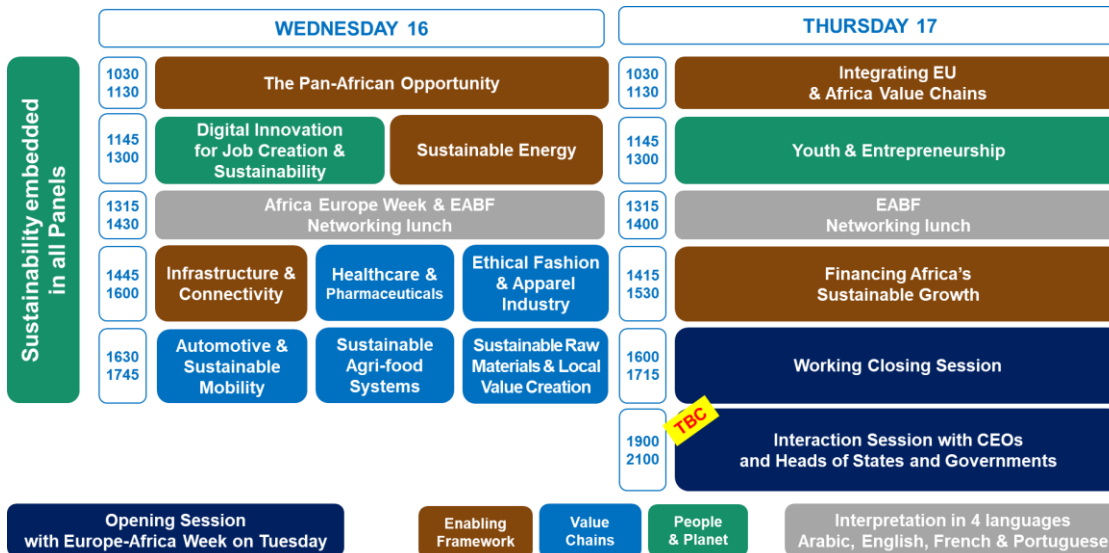 WEDNESDAY 16
THURSDAY 17
Sustainability embedded
in all Panels
1030
1130
The Pan-African Opportunity
1030
1130
Integrating EU
& Africa Value Chains
1145
1300
Digital Innovation
for Job Creation &
Sustainability
Sustainable Energy
1145
1300
Youth & Entrepreneurship
1315
1430
Africa Europe Week & EABF
Networking lunch
1315
1400
EABF
Networking lunch
1445
1600
Infrastructure &
Connectivity
Healthcare &
Pharmaceuticals
Ethical Fashion
& Apparel
Industry
1415
1530
Financing Africa's
Sustainable Growth
1630
1745
Automotive &
Sustainable
Mobility
Sustainable
Agri-food
Systems
Sustainable Raw
Materials & Local
Value Creation
1600
1715
Working Closing Session
TBC
1900
2100
Interaction Session with CEOs
and Heads of States and Governments
Opening Session
with Europe-Africa Week on Tuesday
Enabling
Framework
Value
Chains
People
& Planet
Interpretation in 4 languages
Arabic, English, French & Portuguese